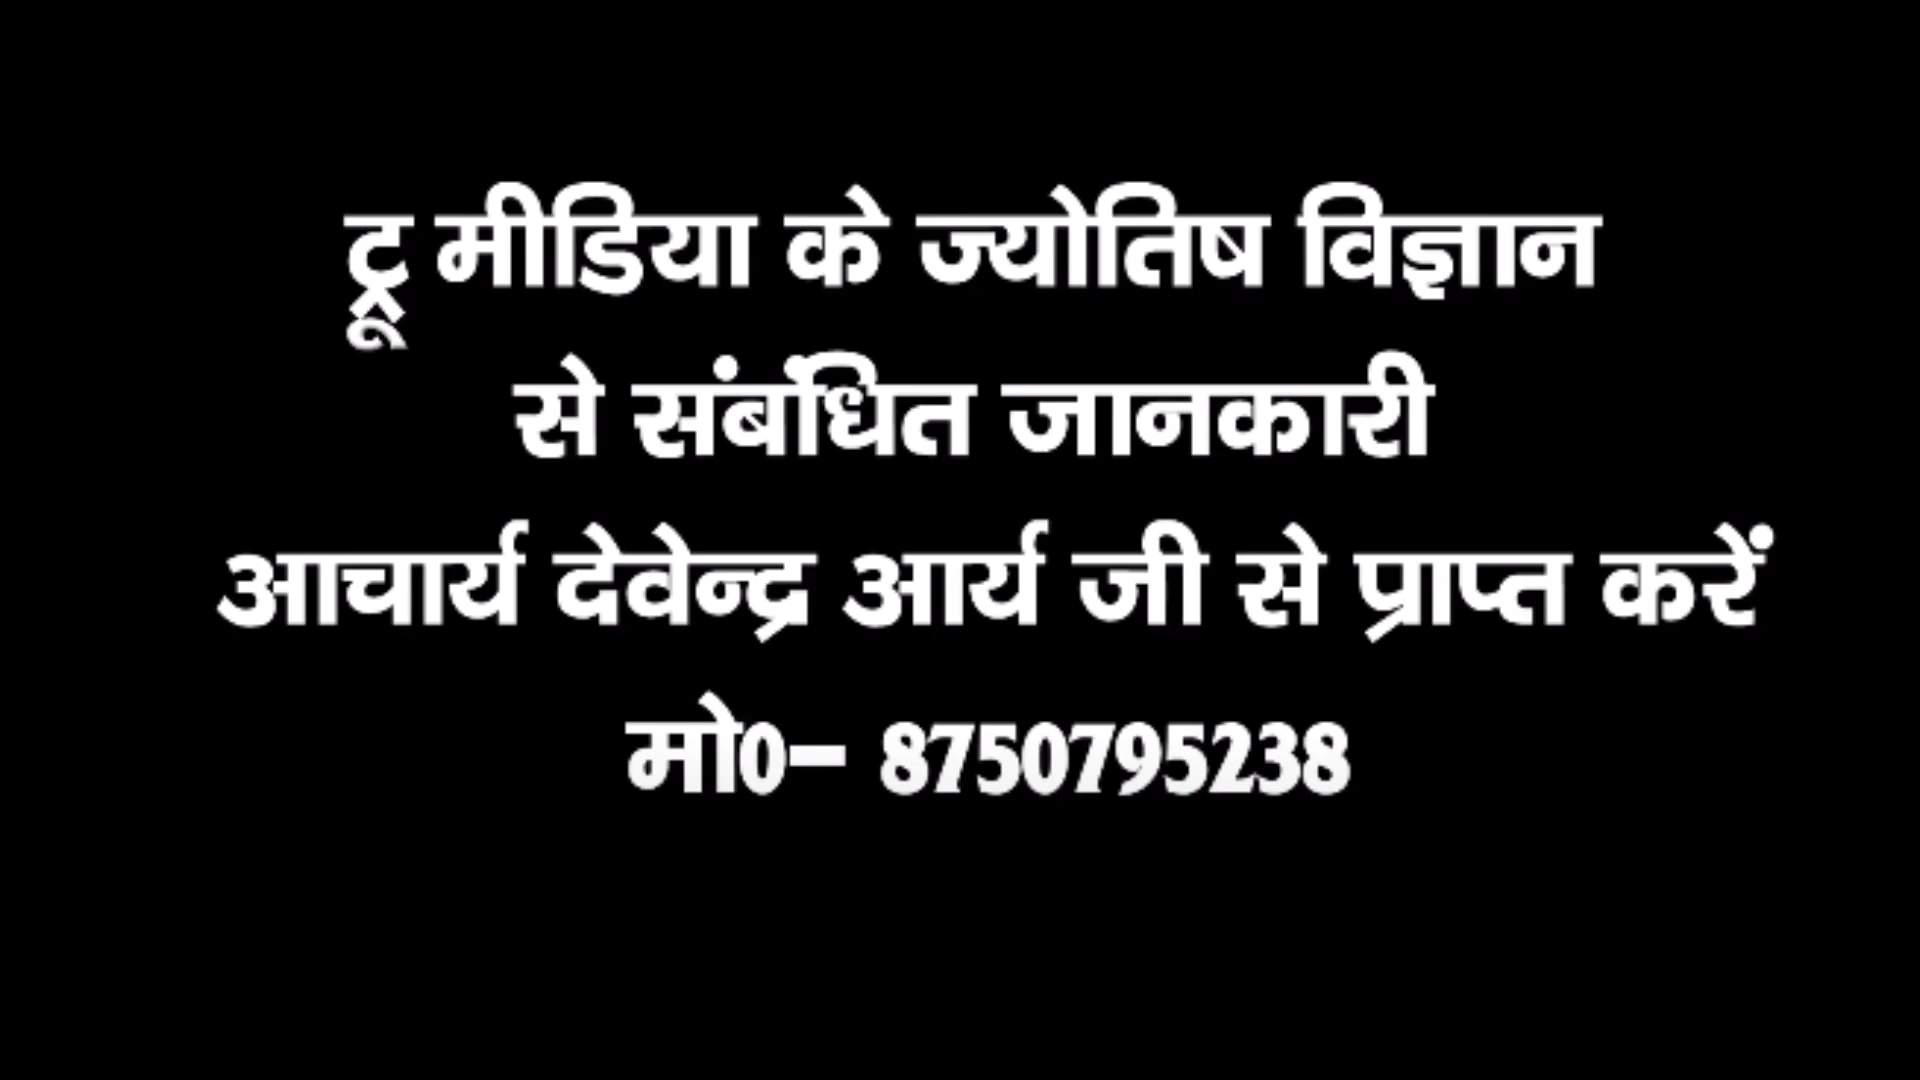 ट्रू मीडिया के ज्योतिष विज्ञान
से संबंधित जानकारी
आचार्य देवेन्द्र आर्य जी से प्राप्त करें
मो0- 8750795238